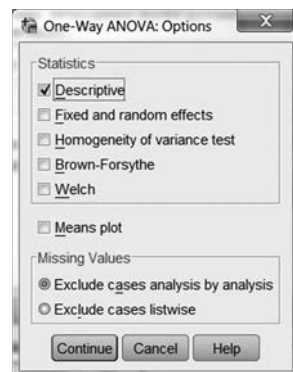 One-Way ANOVA: Options
Statistics
Descriptive
Fixed and random effects
Homogeneity of variance test
Brown-Forsythe
Welch
Means plot
Missing Values
Exclude cases analysis by analysis
Exclude cases listwise
Continue Cancel Help